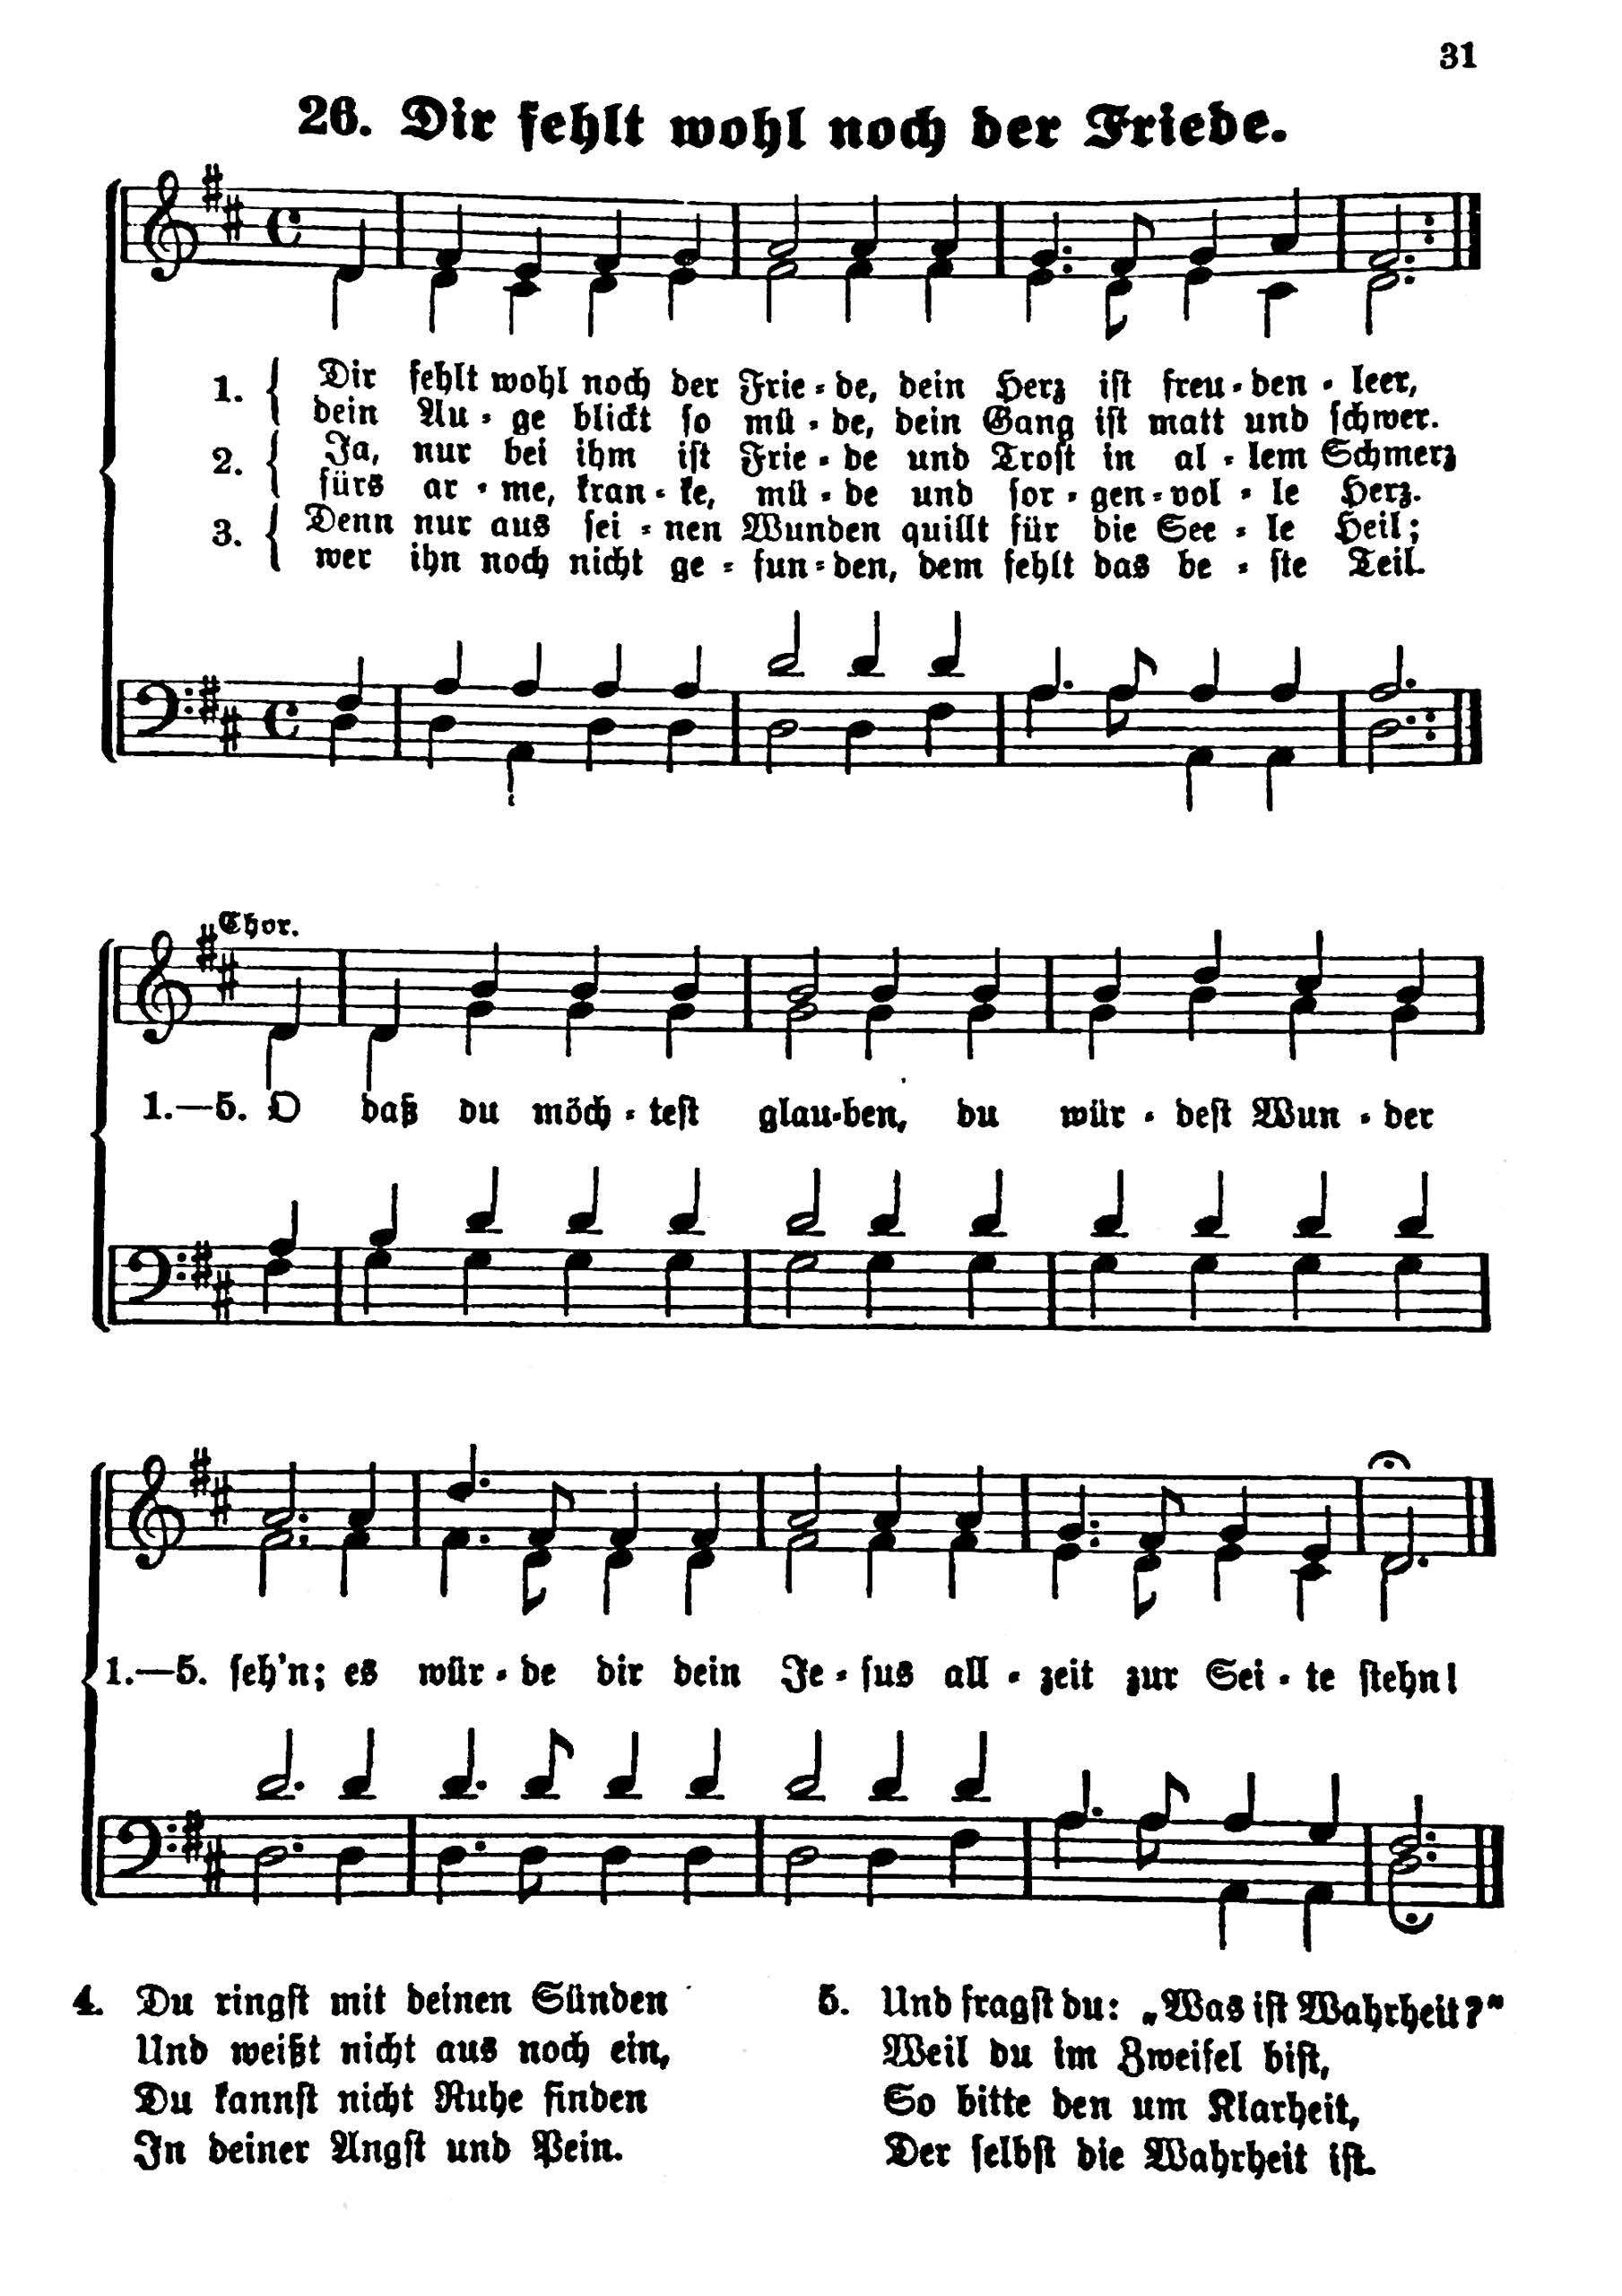 31
26. Dir fehlt wohl noch der Friede.
1. Dir fehlt wohl noch der Frie-de, dein Herz ist freu-den-leer,
dein Au-ge blickt so mü-de, dein Gang ist matt und schwer.
2. Ja, nur bei ihm ist Frie-de und Trost in al-lem Schmerz
fürs ar-me, kran-ke, mü-de und sor-gen-vol-le Herz.
3. Denn nur aus sei-nen Wunden quillt für die See-le Heil;
wer ihn noch nicht ge-fun-den, dem fehlt das be-ste Teil.
Chor.
1.—5. O daß du möch-test glau-ben, du wür-dest Wun-der
1.—5. seh'n; es wür-de dir dein Je-sus all-zeit zur Sei-te stehn!
4. Du ringst mit deinen Sünden
Und weißt nicht aus noch ein,
Du kannst nicht Ruhe finden
In deiner Angst und Pein.
5. Und fragst du: „Was ist Wahrheit?“
Weil du im Zweifel bist,
So bitte den um Klarheit,
Der selbst die Wahrheit ist.